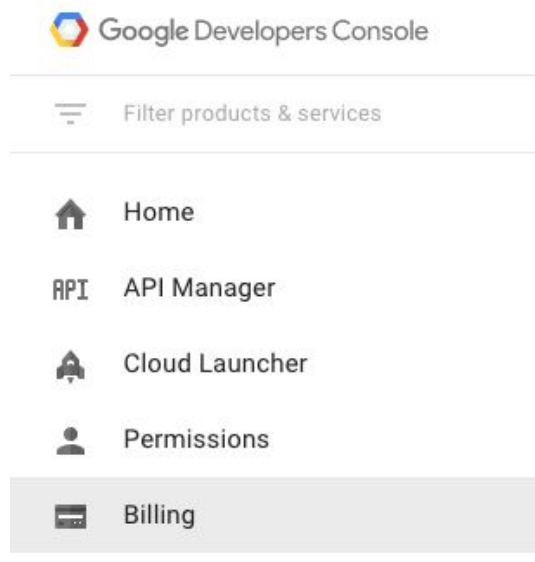 Google Developers Console
Filter products & services
Home
API API Manager
Cloud Launcher
Permissions
Billing